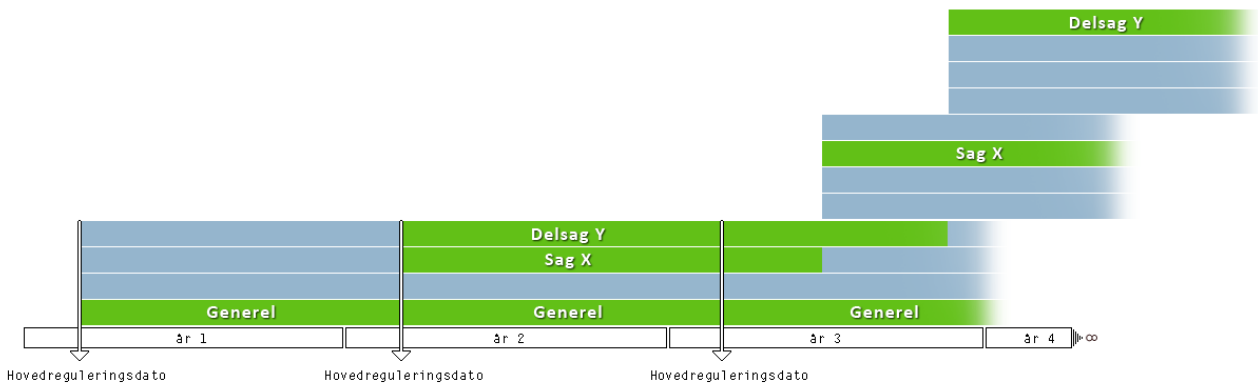 Delsag Y
Sag X
Delsag Y
Sag X
Generel Generel Generel
år 1 år 2 år 3 år 4 ∞
Hovedreguleringsdato Hovedreguleringsdato Hovedreguleringsdato